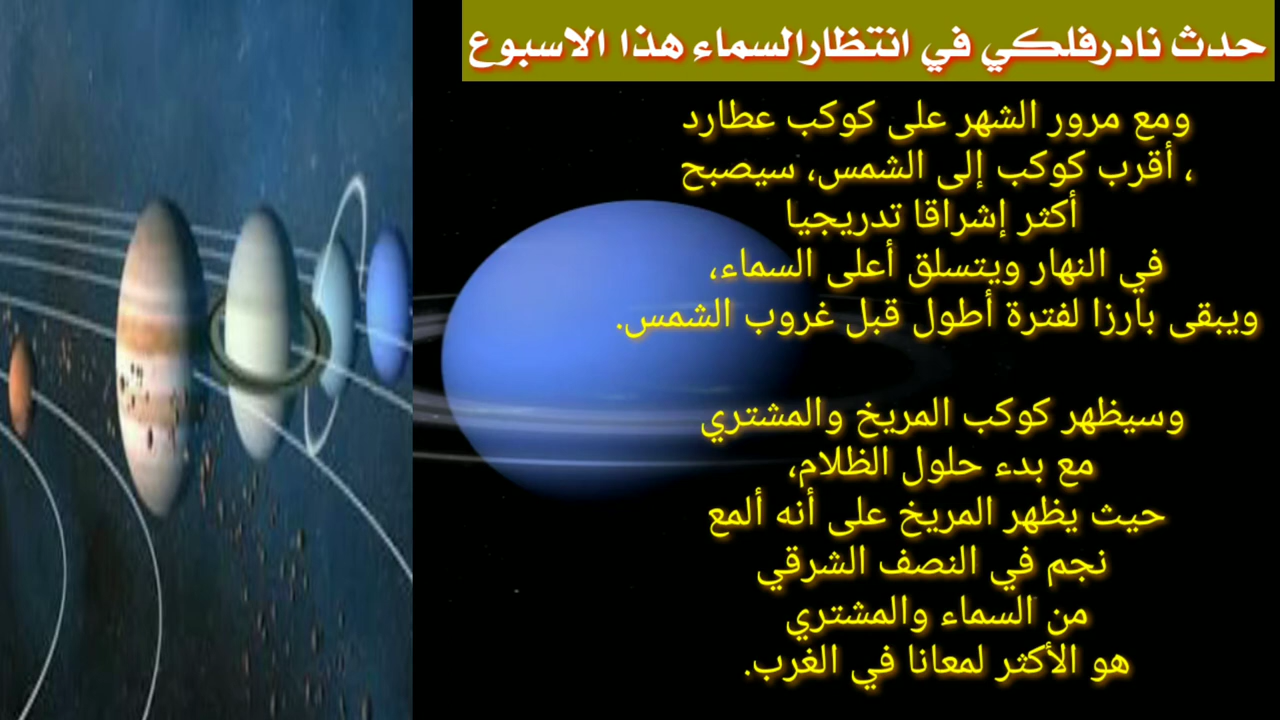 حدث نادرفلكي في انتظارالسماء هذا الاسبوع
ومع مرور الشهر على كوكب عطارد
، أقرب كوكب إلى الشمس، سيصبح
أكثر إشراقا تدريجيا
في النهار ويتسلق أعلى السماء،
ويبقى بارزا لفترة أطول قبل غروب الشمس.
وسيظهر كوكب المريخ والمشتري
مع بدء حلول الظلام،
حيث يظهر المريخ على أنه ألمع
نجم في النصف الشرقي
من السماء والمشتري
هو الأكثر لمعانا في الغرب.